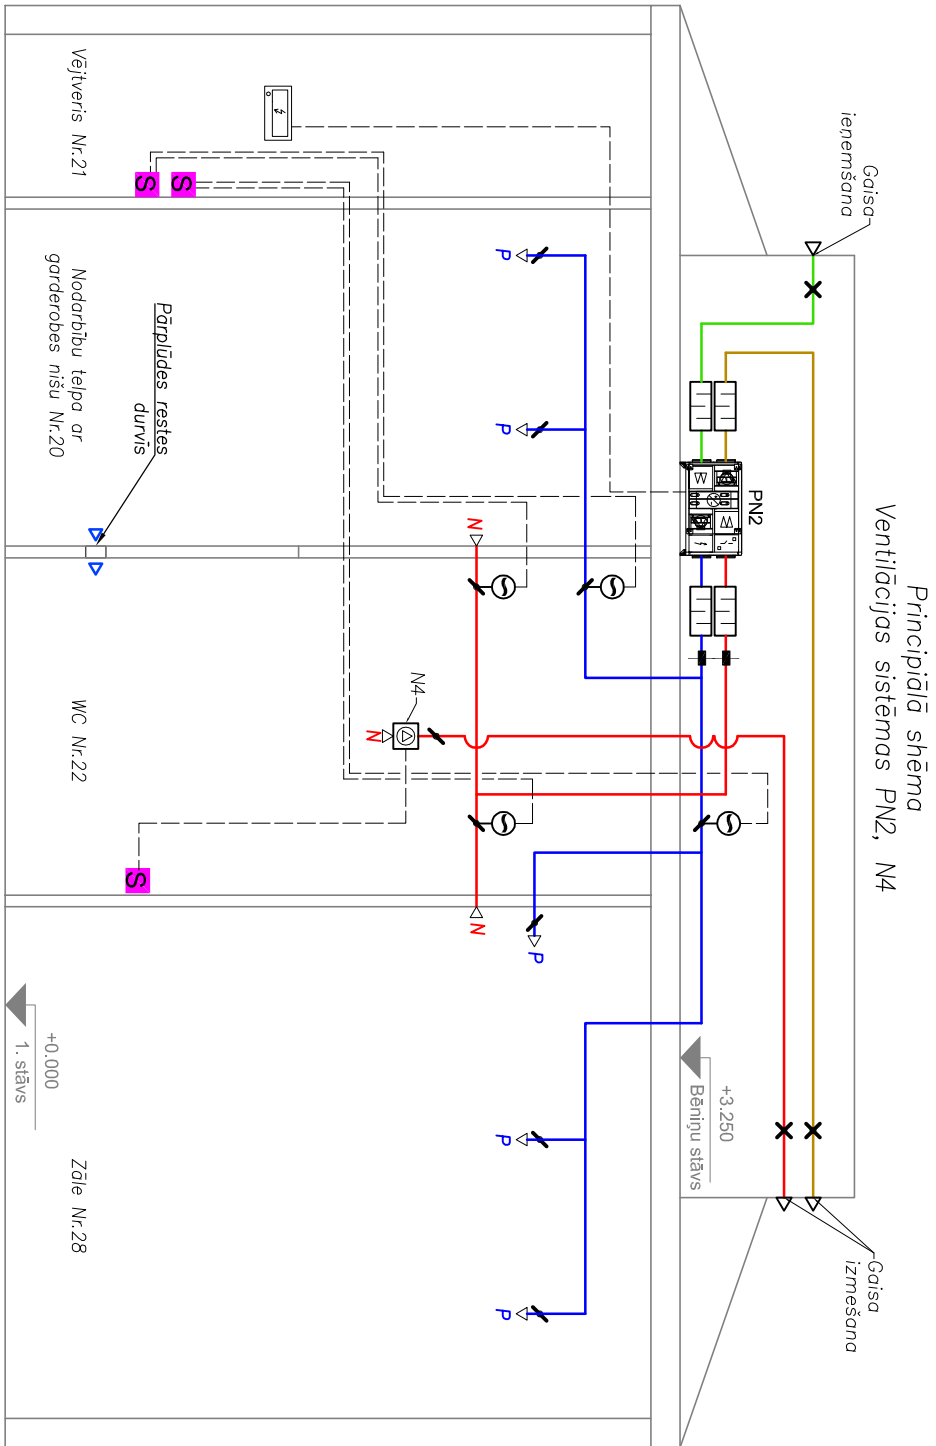 Principiālā shēma
Ventilācijas sistēmas PN2, N4
Gaisa
ieņemšana
PN2
Gaisa
izmešana
+3.250
Bēniņu stāvs
P
P
N
N4
N
N
P
P
P
Pārplūdes restes
durvīs
S
S
S
Vējtveris Nr.21
Nodarbību telpa ar
garderobes nišu Nr.20
WC Nr.22
Zāle Nr.28
+0.000
1. stāvs